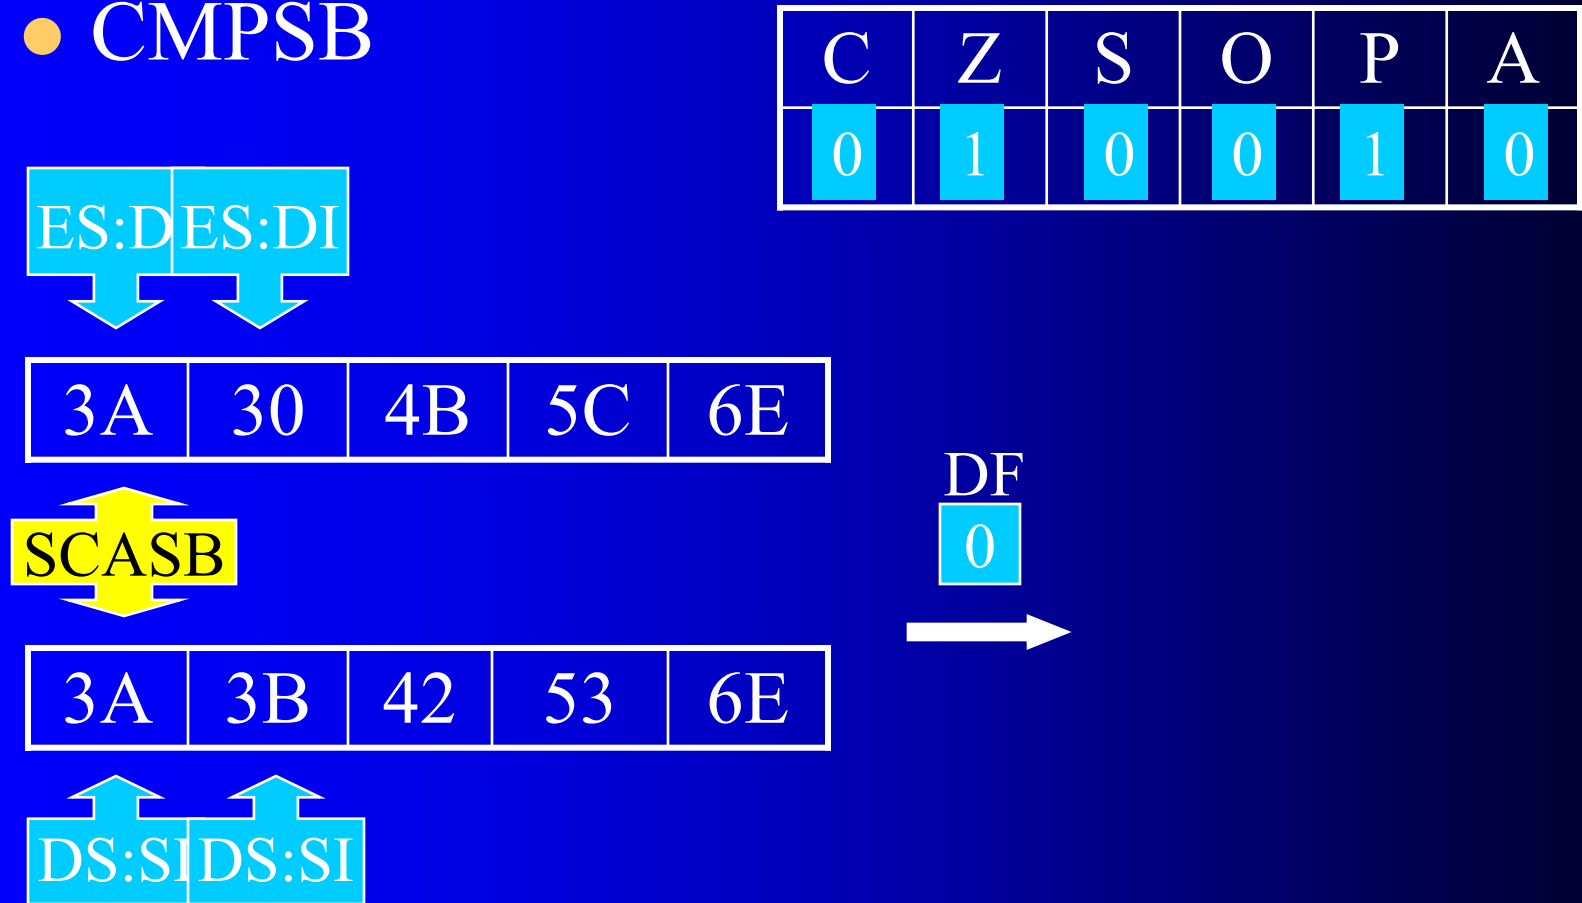 CMPSB
C Z S O P A
0 1 0 0 1 0
ES:D ES:DI
3A 30 4B 5C 6E
DF
0
SCASB
3A 3B 42 53 6E
DS:SI DS:SI